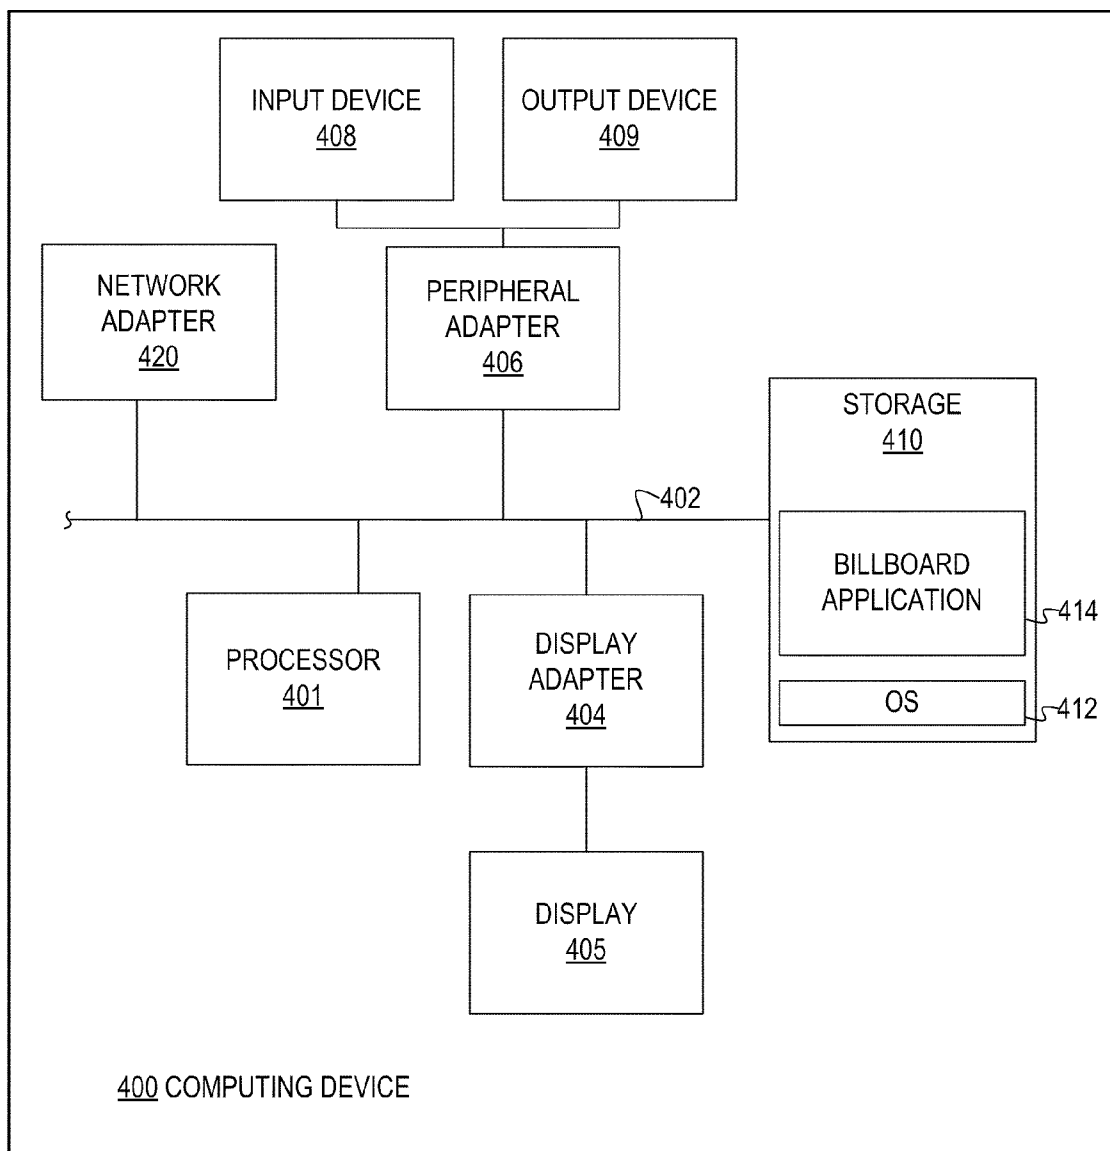 INPUT DEVICE
408
OUTPUT DEVICE
409
NETWORK
ADAPTER
420
PERIPHERAL
ADAPTER
406
STORAGE
410
402
BILLBOARD
APPLICATION
414
PROCESSOR
401
DISPLAY
ADAPTER
404
OS
412
DISPLAY
405
400 COMPUTING DEVICE